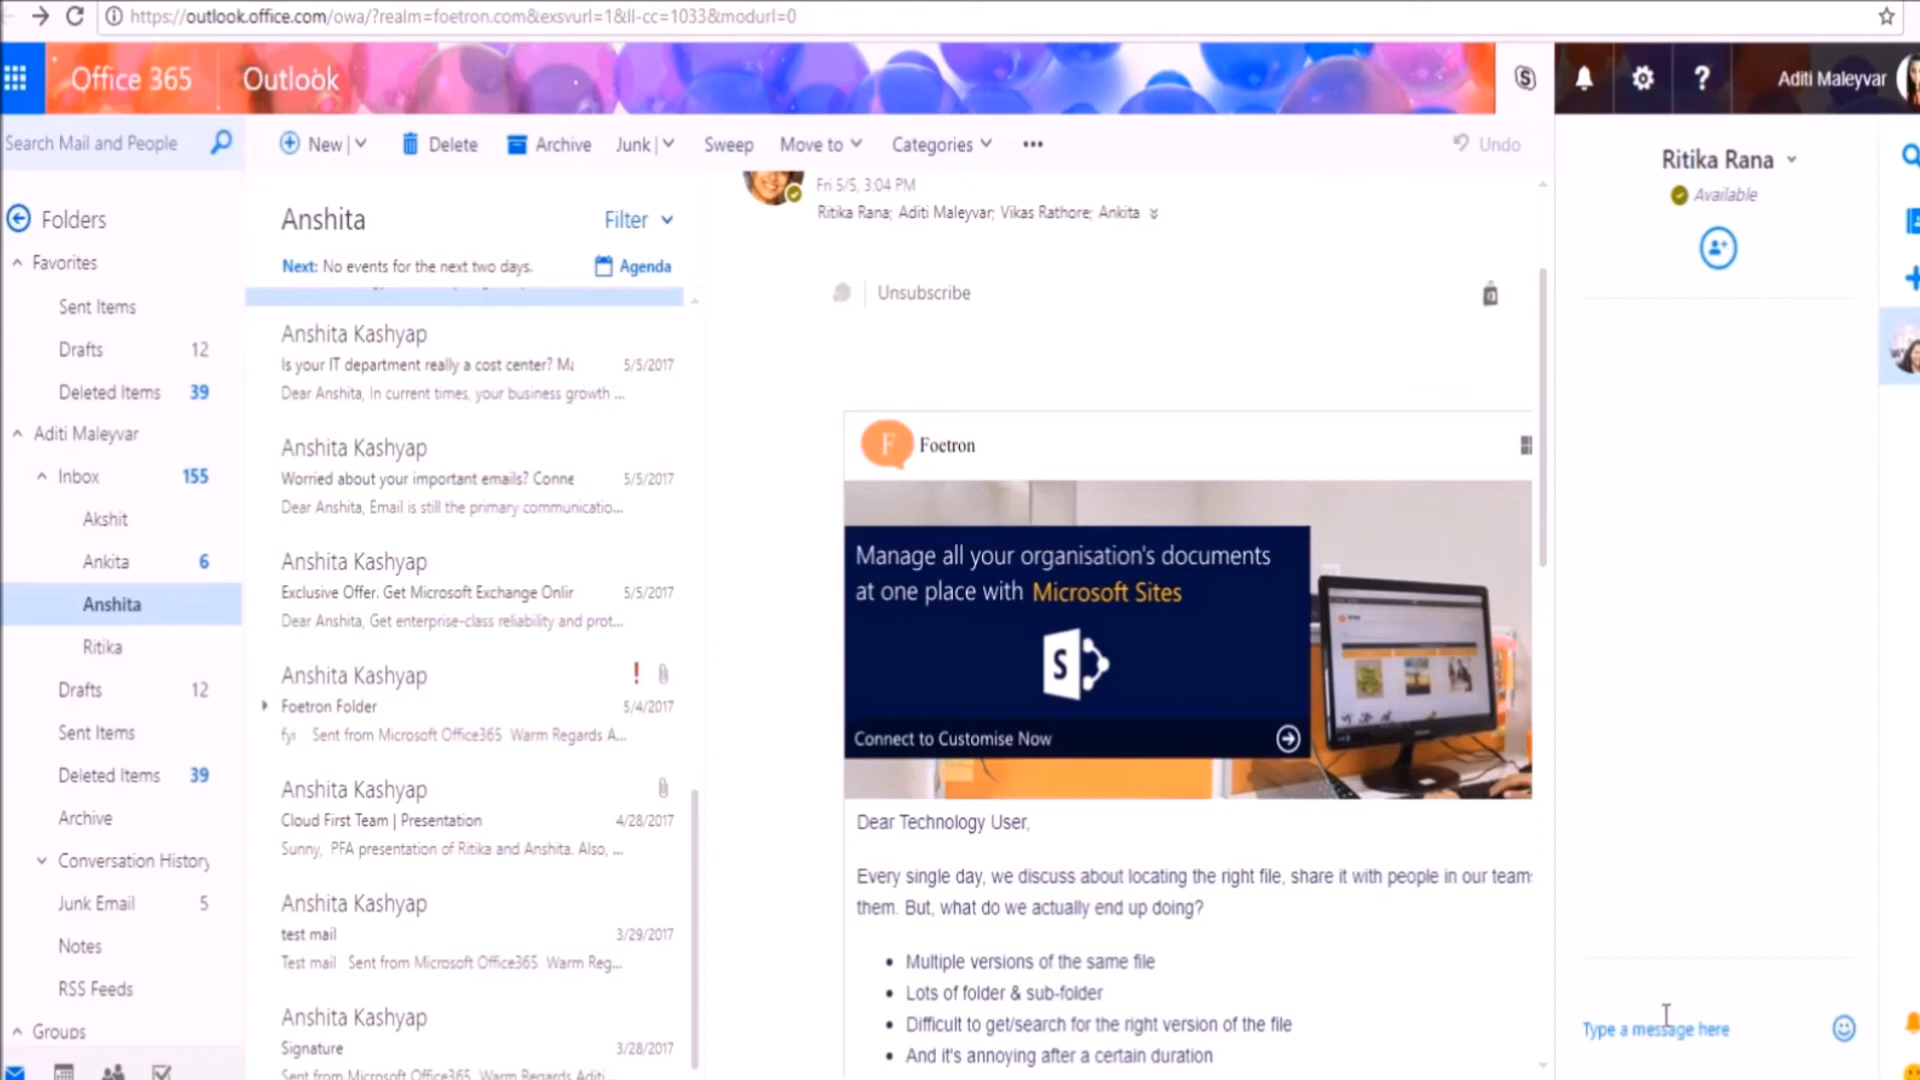 https://outlook.office.com/owa/?realm=foetron.com&exsvurl=1&ll-cc=1033&modurl=0
Office 365
Outlook
Aditi Maleyvar
Search Mail and People
New
Delete
Archive
Junk
Sweep
Move to
Categories
Undo
Folders
Favorites
Sent Items
Drafts 12
Deleted Items 39
Aditi Maleyvar
Inbox 155
Akshit
Ankita 6
Anshita
Ritika
Drafts 12
Sent Items
Deleted Items 39
Archive
Conversation History
Junk Email 5
Notes
RSS Feeds
Groups
Anshita
Filter
Next: No events for the next two days.
Agenda
Anshita Kashyap
Is your IT department really a cost center? Ma 5/5/2017
Dear Anshita, In current times, your business growth ...
Anshita Kashyap
Worried about your important emails? Conne 5/5/2017
Dear Anshita, Email is still the primary communicatio...
Anshita Kashyap
Exclusive Offer. Get Microsoft Exchange Onlir 5/5/2017
Dear Anshita, Get enterprise-class reliability and prot...
Anshita Kashyap
Foetron Folder 5/4/2017
fyi Sent from Microsoft Office365 Warm Regards A...
Anshita Kashyap
Cloud First Team | Presentation 4/28/2017
Sunny, PFA presentation of Ritika and Anshita. Also, ...
Anshita Kashyap
test mail 3/29/2017
Test mail Sent from Microsoft Office365 Warm Reg...
Anshita Kashyap
Signature 3/28/2017
Sent from Microsoft Office365 Warm Regards Aditi
Fri 5/5, 3:04 PM
Ritika Rana; Aditi Maleyvar; Vikas Rathore; Ankita
Unsubscribe
F Foetron
Manage all your organisation's documents
at one place with Microsoft Sites
S
Connect to Customise Now
Dear Technology User,
Every single day, we discuss about locating the right file, share it with people in our team
them. But, what do we actually end up doing?
• Multiple versions of the same file
• Lots of folder & sub-folder
• Difficult to get/search for the right version of the file
• And it's annoying after a certain duration
Ritika Rana
Available
Type a message here